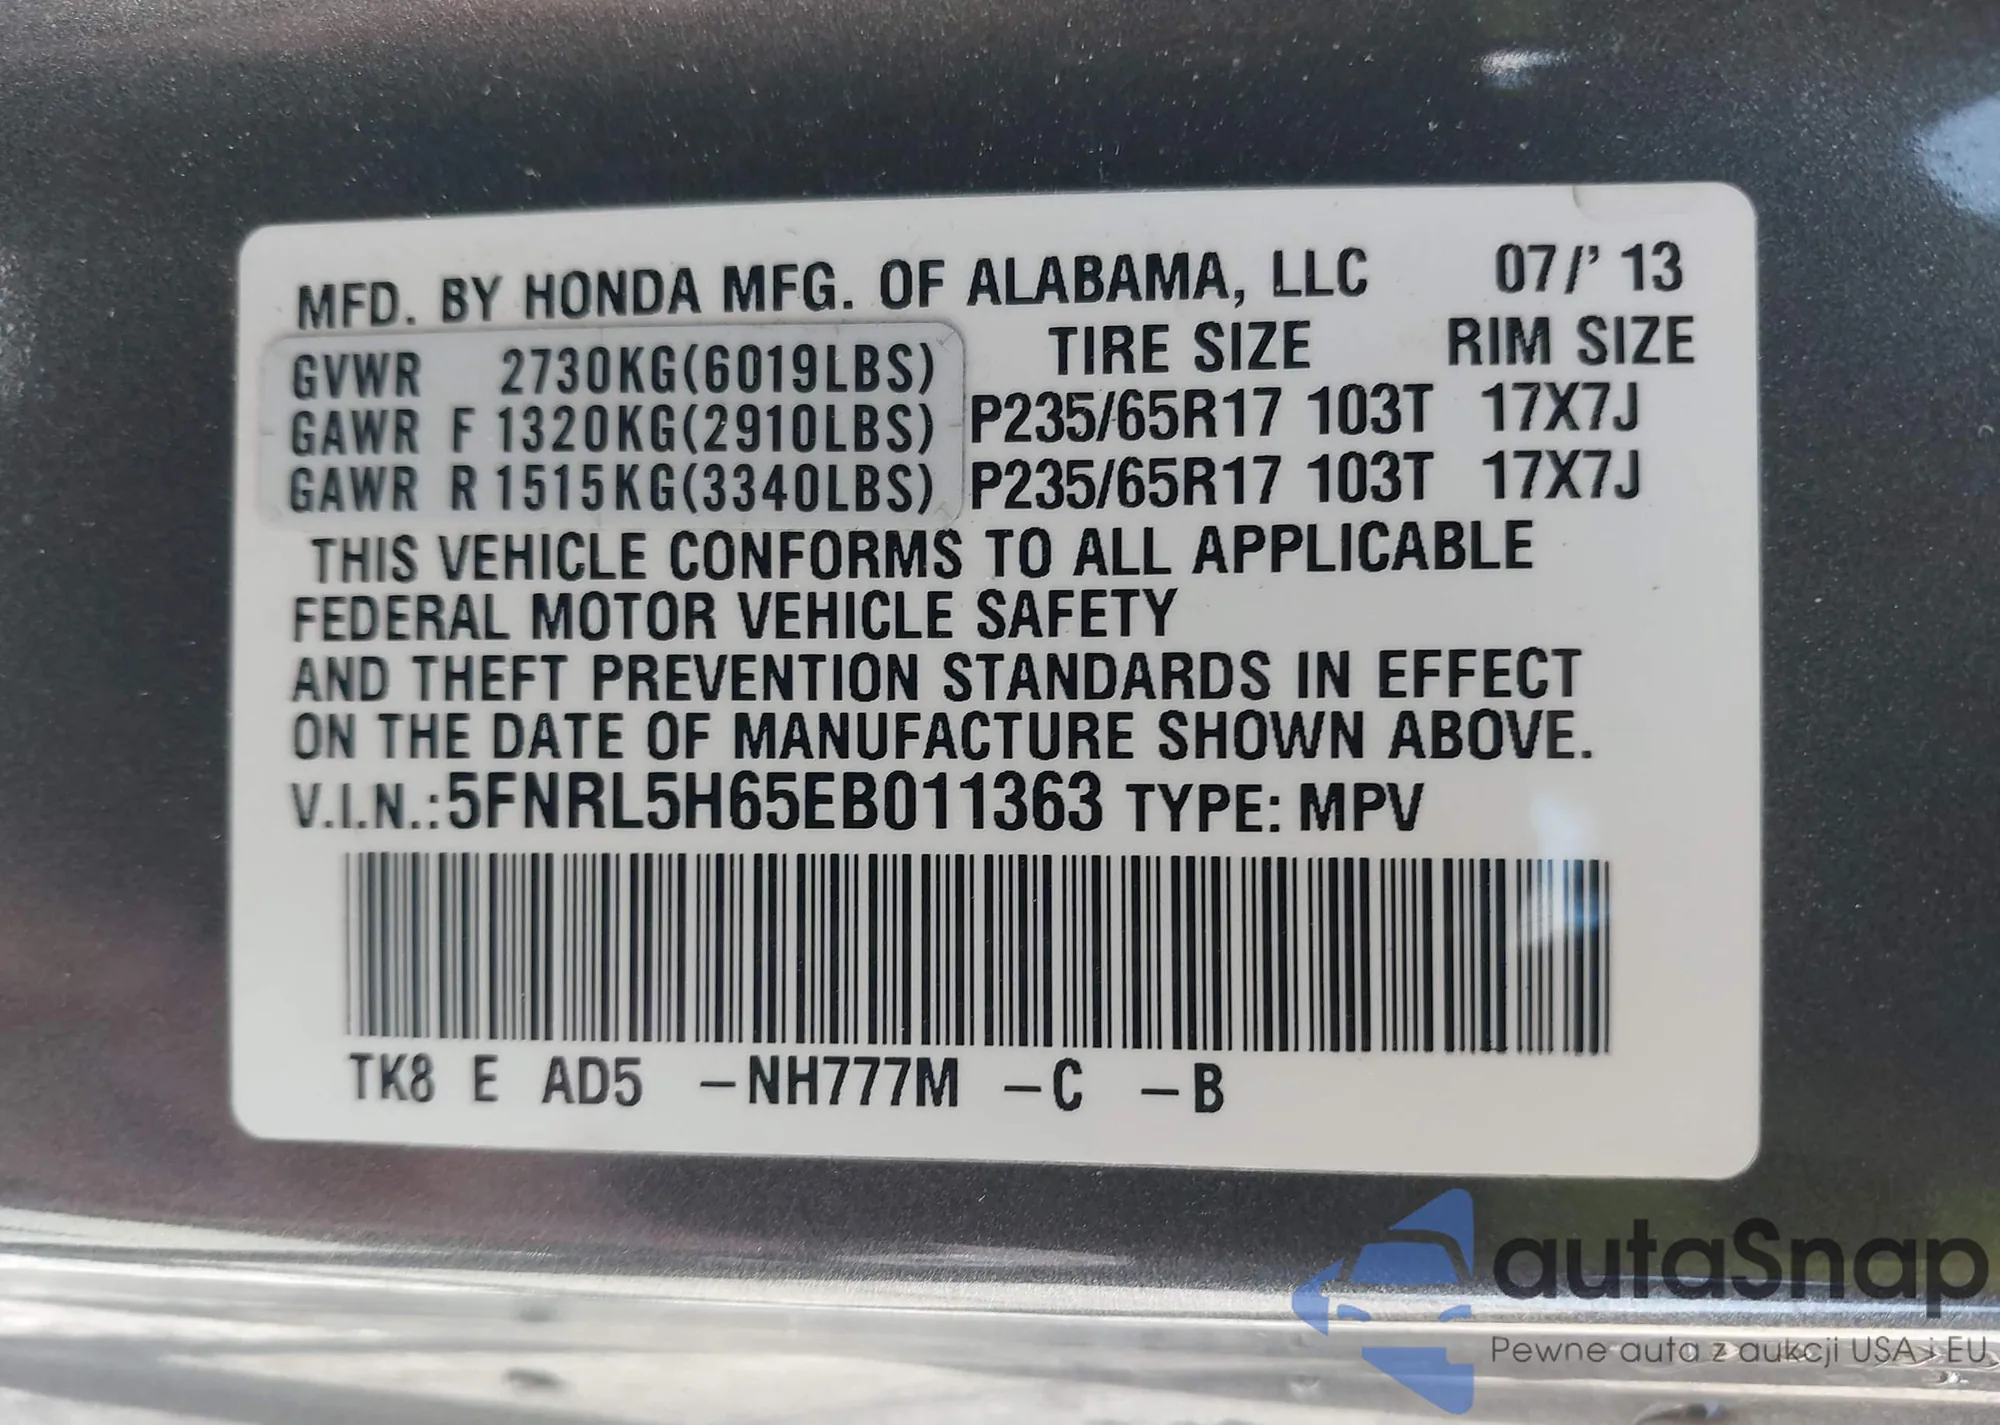 MFD. BY HONDA MFG. OF ALABAMA, LLC 07/' 13
TIRE SIZE RIM SIZE
GVWR 2730KG(6019LBS)
GAWR F 1320KG(2910LBS) P235/65R17 103T 17X7J
GAWR R 1515KG(3340LBS) P235/65R17 103T 17X7J
THIS VEHICLE CONFORMS TO ALL APPLICABLE
FEDERAL MOTOR VEHICLE SAFETY
AND THEFT PREVENTION STANDARDS IN EFFECT
ON THE DATE OF MANUFACTURE SHOWN ABOVE.
V.I.N.:5FNRL5H65EB011363 TYPE: MPV
TK8 E AD5 –NH777M –C –B
autaSnap
Pewne auta z aukcji USA i EU